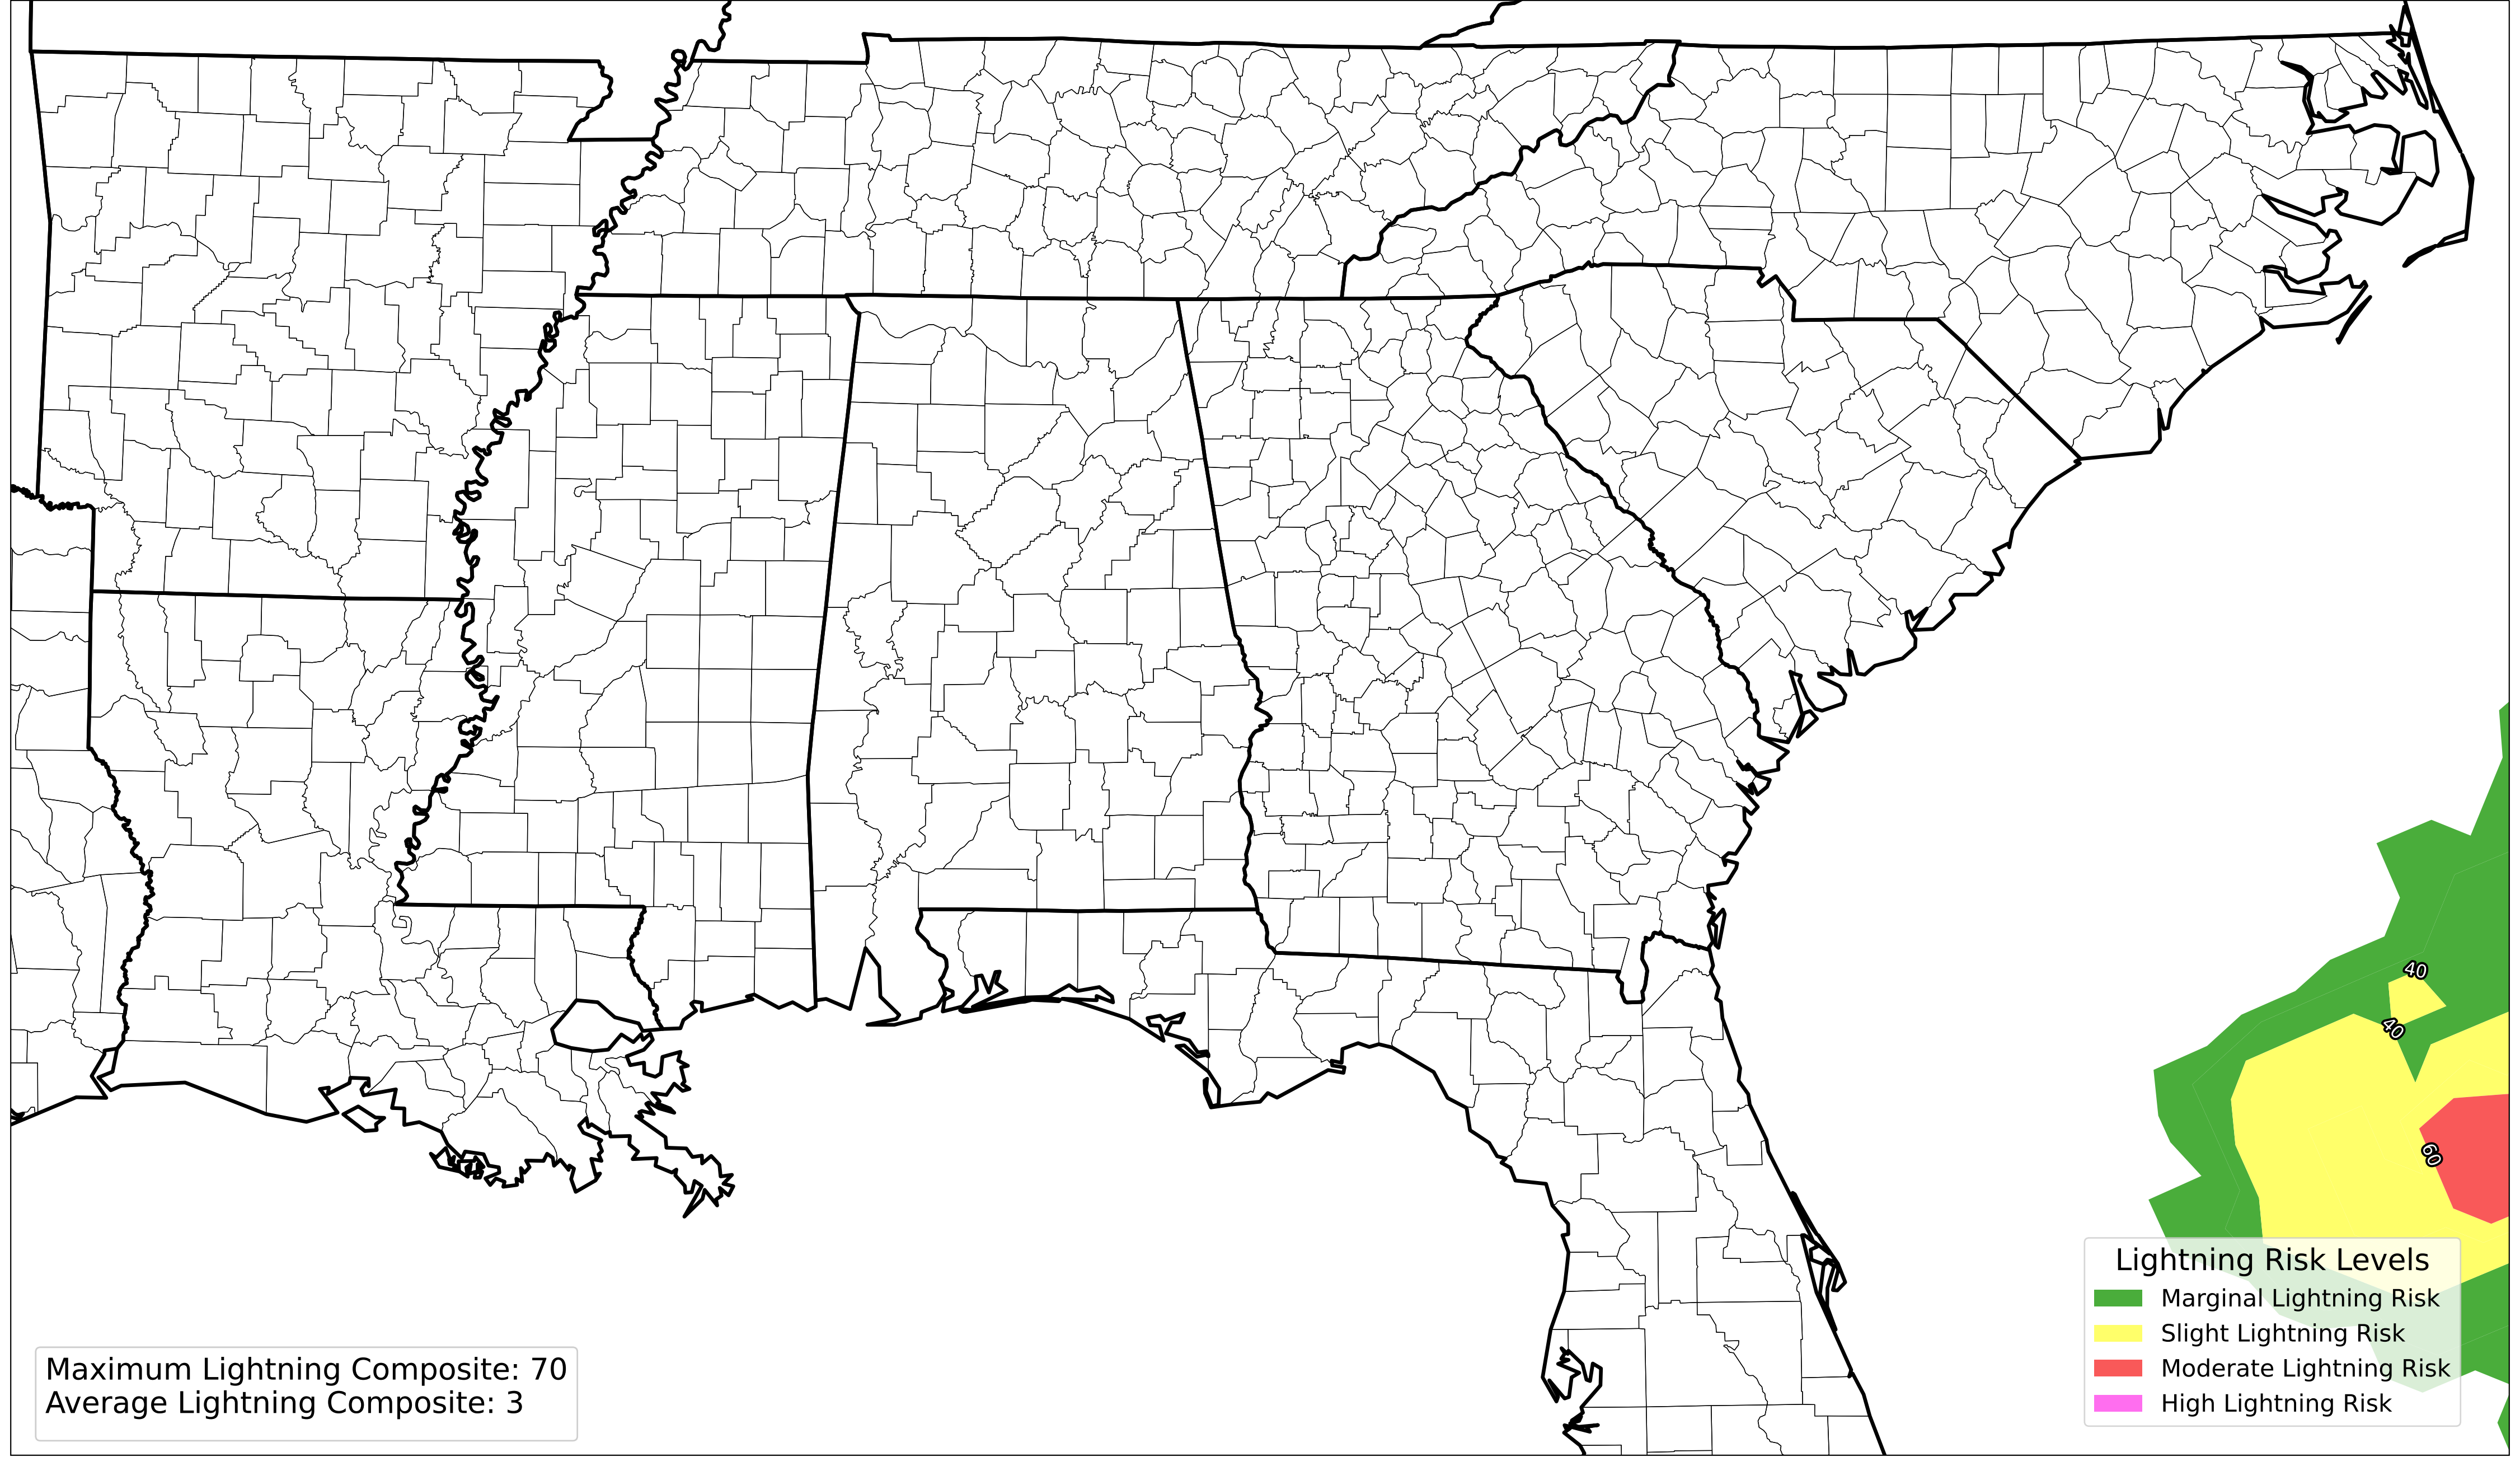 40
40
60
Lightning Risk Levels
Marginal Lightning Risk
Slight Lightning Risk
Moderate Lightning Risk
High Lightning Risk
Maximum Lightning Composite: 70
Average Lightning Composite: 3